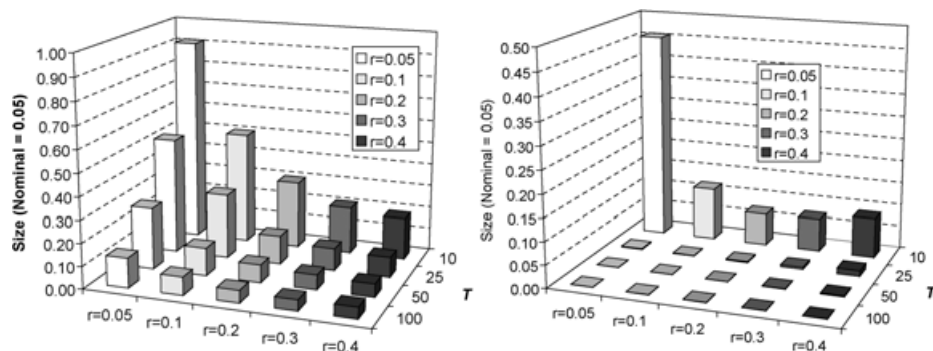 Size (Nominal = 0.05)
1.00
0.90
0.80
0.70
0.60
0.50
0.40
0.30
0.20
0.10
0.00
r=0.05
r=0.1
r=0.2
r=0.3
r=0.4
r=0.05
r=0.1
r=0.2
r=0.3
r=0.4
10
25
50
100
T
Size (Nominal = 0.05)
0.50
0.45
0.40
0.35
0.30
0.25
0.20
0.15
0.10
0.05
0.00
r=0.05
r=0.1
r=0.2
r=0.3
r=0.4
r=0.05
r=0.1
r=0.2
r=0.3
r=0.4
10
25
50
100
T